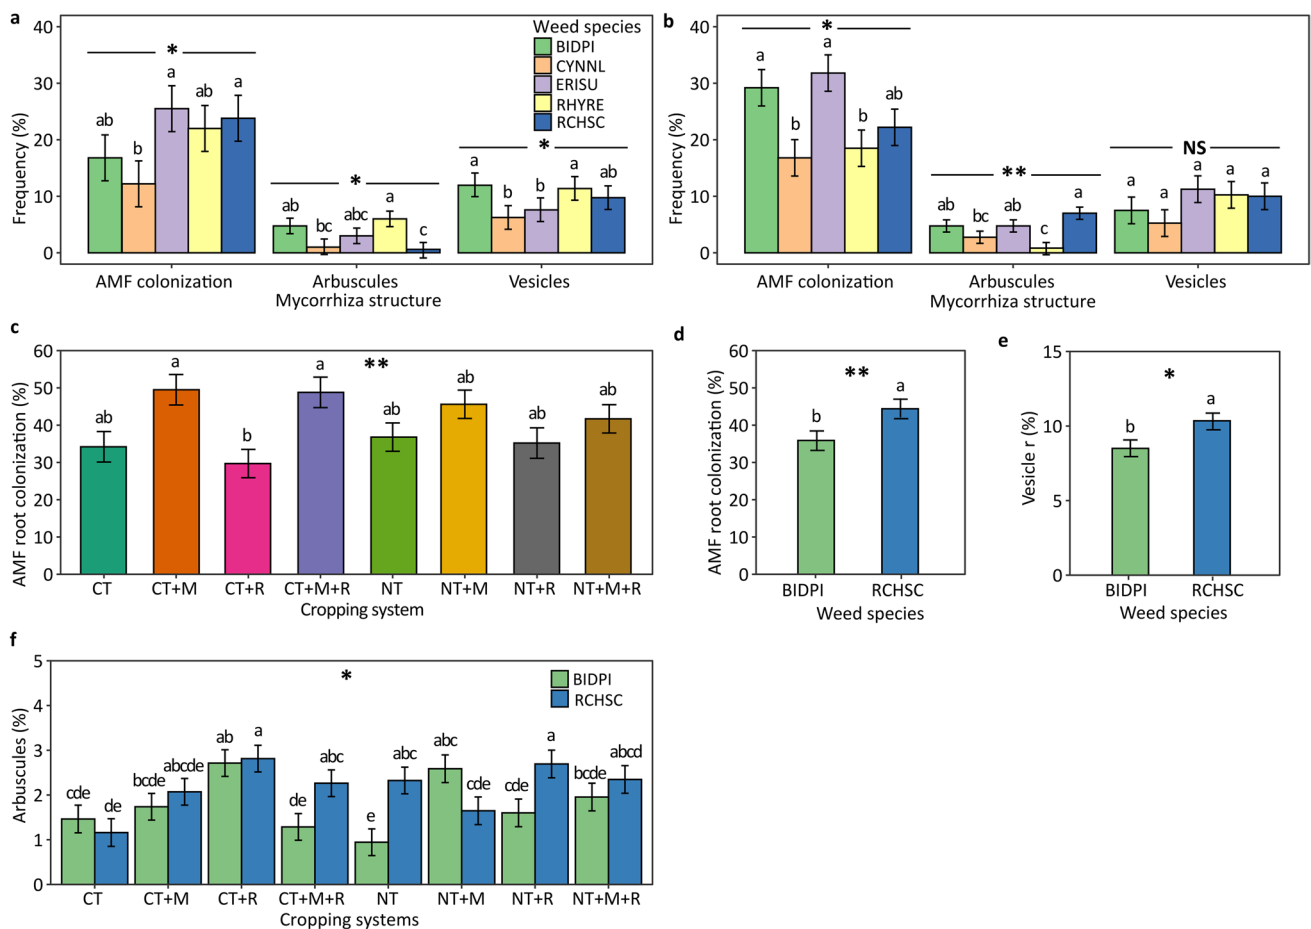 a
40
30
20
10
0
Frequency (%)
Weed species
BIDPI
CYNNL
ERISU
RHYRE
RCHSC
*
ab
b
a
ab
a
*
ab
bc
abc
a
c
*
a
b
b
a
ab
AMF colonization
Arbuscules
Vesicles
Mycorrhiza structure
b
40
30
20
10
0
Frequency (%)
*
a
b
a
b
ab
**
ab
bc
ab
c
a
NS
a
a
a
a
a
AMF colonization
Arbuscules
Vesicles
Mycorrhiza structure
c
60
50
40
30
20
10
0
AMF root colonization (%)
**
ab
a
b
a
ab
ab
ab
ab
CT
CT+M
CT+R
CT+M+R
NT
NT+M
NT+R
NT+M+R
Cropping system
d
60
50
40
30
20
10
0
AMF root colonization (%)
**
b
a
BIDPI
RCHSC
Weed species
e
15
10
5
0
Vesicle r (%)
*
b
a
BIDPI
RCHSC
Weed species
f
5
4
3
2
1
0
Arbuscules (%)
*
BIDPI
RCHSC
cde
de
bcde
abcde
ab
a
de
abc
e
abc
abc
cde
cde
a
bcde
abcd
CT
CT+M
CT+R
CT+M+R
NT
NT+M
NT+R
NT+M+R
Cropping systems